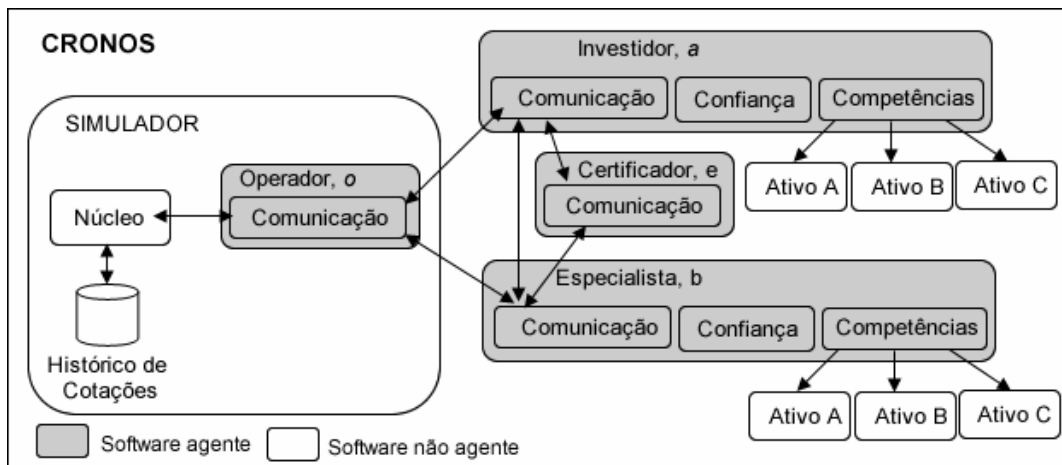 CRONOS
SIMULADOR
Núcleo
Histórico de
Cotações
Operador, o
Comunicação
Investidor, a
Comunicação
Confiança
Competências
Ativo A
Ativo B
Ativo C
Certificador, e
Comunicação
Especialista, b
Comunicação
Confiança
Competências
Ativo A
Ativo B
Ativo C
Software agente
Software não agente